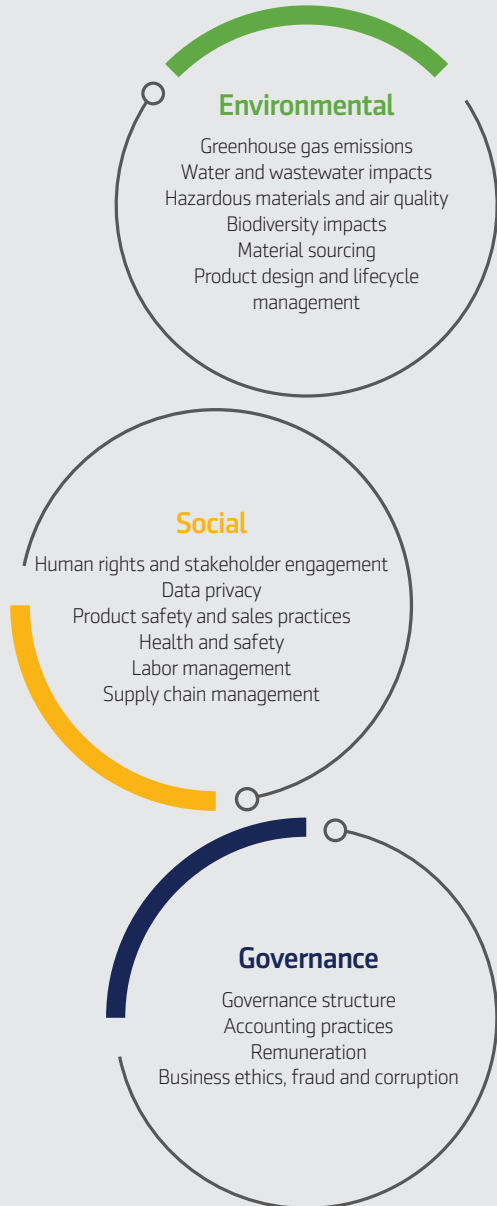 Environmental
Greenhouse gas emissions
Water and wastewater impacts
Hazardous materials and air quality
Biodiversity impacts
Material sourcing
Product design and lifecycle
management
Social
Human rights and stakeholder engagement
Data privacy
Product safety and sales practices
Health and safety
Labor management
Supply chain management
Governance
Governance structure
Accounting practices
Remuneration
Business ethics, fraud and corruption